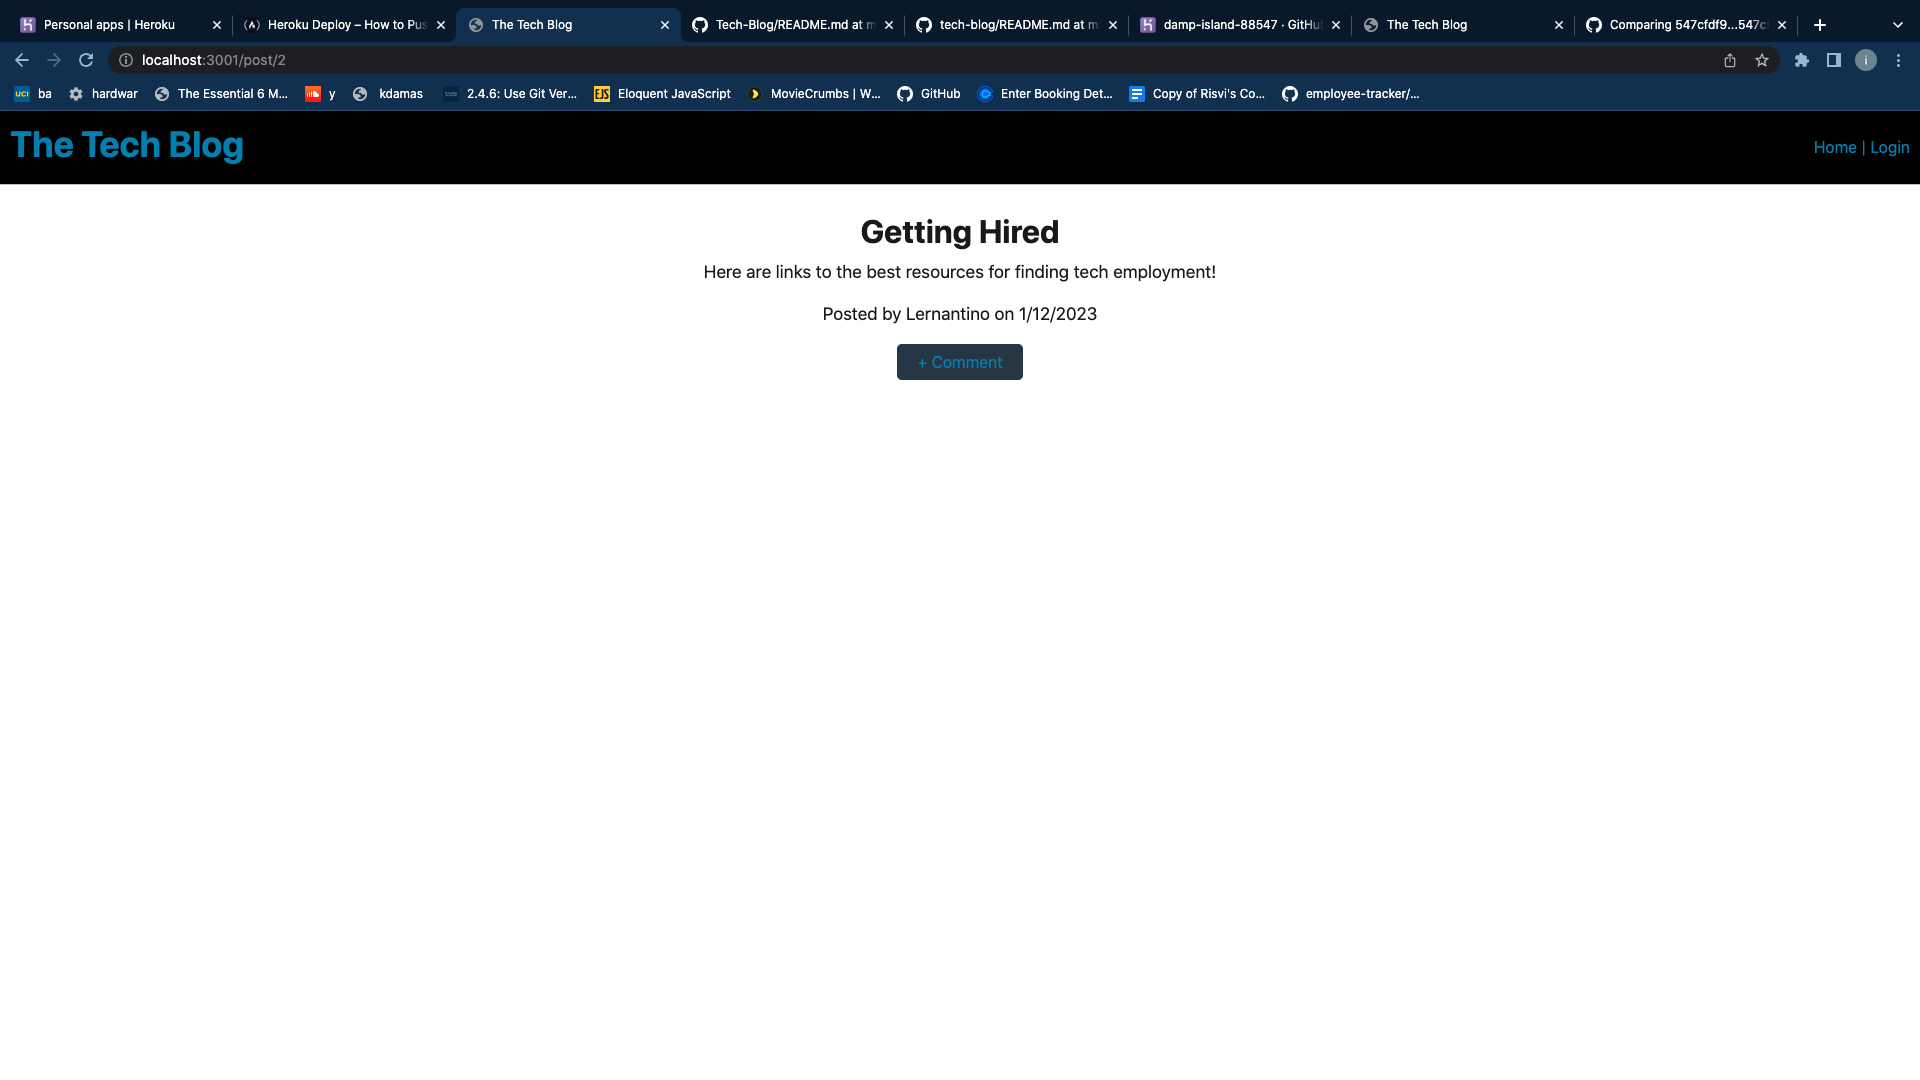 Personal apps | Heroku
Heroku Deploy – How to Pus
The Tech Blog
Tech-Blog/README.md at m
tech-blog/README.md at m
damp-island-88547 · GitHu
The Tech Blog
Comparing 547cfdf9...547c
localhost:3001/post/2
i
UCI ba
hardwar
The Essential 6 M...
y
kdamas
2.4.6: Use Git Ver...
EJS Eloquent JavaScript
MovieCrumbs | W...
GitHub
Enter Booking Det...
Copy of Risvi's Co...
employee-tracker/...
The Tech Blog
Home | Login
Getting Hired
Here are links to the best resources for finding tech employment!
Posted by Lernantino on 1/12/2023
+ Comment